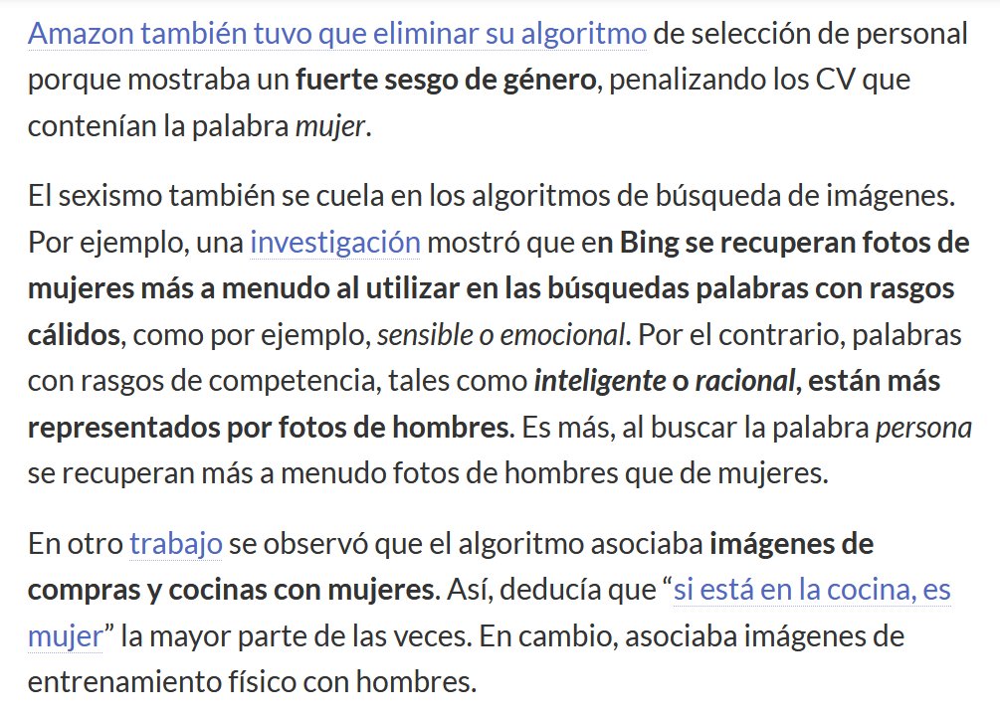 Amazon también tuvo que eliminar su algoritmo de selección de personal
porque mostraba un fuerte sesgo de género, penalizando los CV que
contenían la palabra mujer.
El sexismo también se cuela en los algoritmos de búsqueda de imágenes.
Por ejemplo, una investigación mostró que en Bing se recuperan fotos de
mujeres más a menudo al utilizar en las búsquedas palabras con rasgos
cálidos, como por ejemplo, sensible o emocional. Por el contrario, palabras
con rasgos de competencia, tales como inteligente o racional, están más
representados por fotos de hombres. Es más, al buscar la palabra persona
se recuperan más a menudo fotos de hombres que de mujeres.
En otro trabajo se observó que el algoritmo asociaba imágenes de
compras y cocinas con mujeres. Así, deducía que “si está en la cocina, es
mujer” la mayor parte de las veces. En cambio, asociaba imágenes de
entrenamiento físico con hombres.